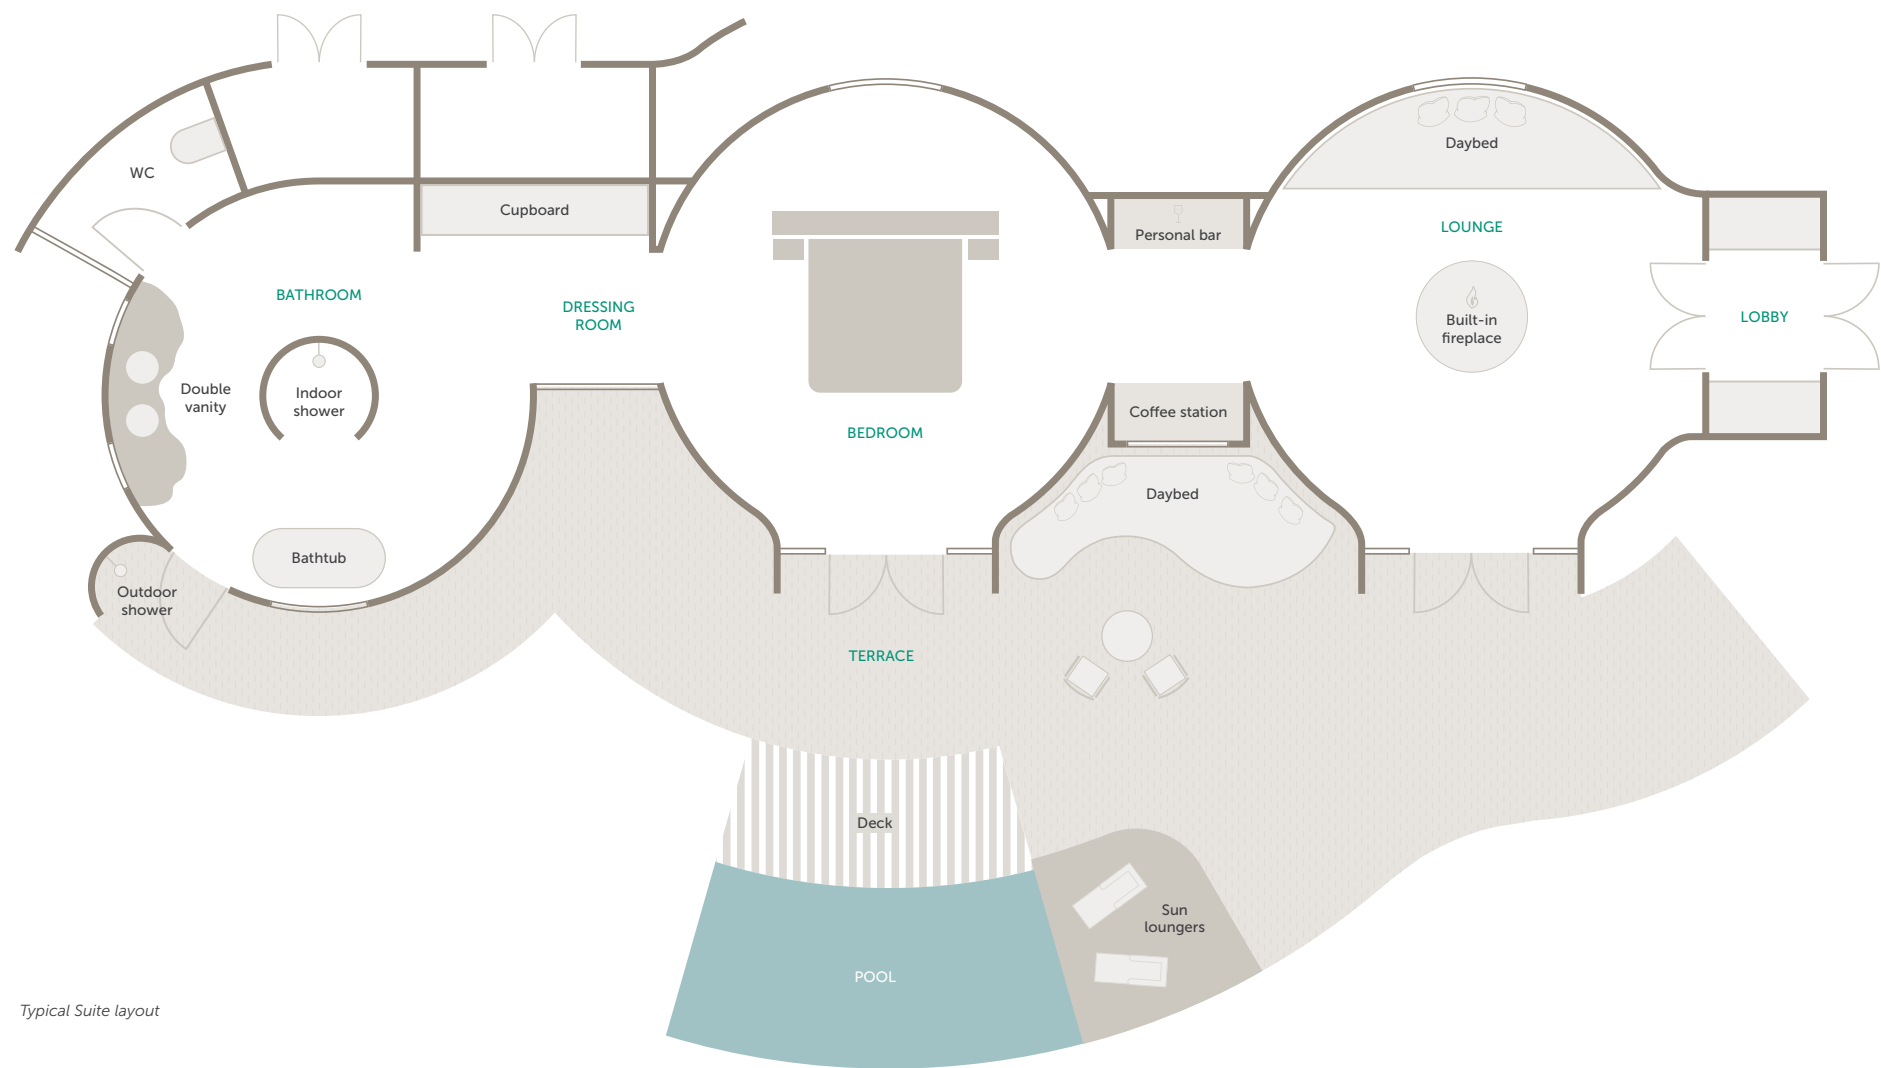 WC
Cupboard
Personal bar
Daybed
LOUNGE
BATHROOM
DRESSING
ROOM
Built-in
fireplace
LOBBY
Double
vanity
Indoor
shower
BEDROOM
Coffee station
Daybed
Bathtub
Outdoor
shower
TERRACE
Deck
Sun
loungers
POOL
Typical Suite layout